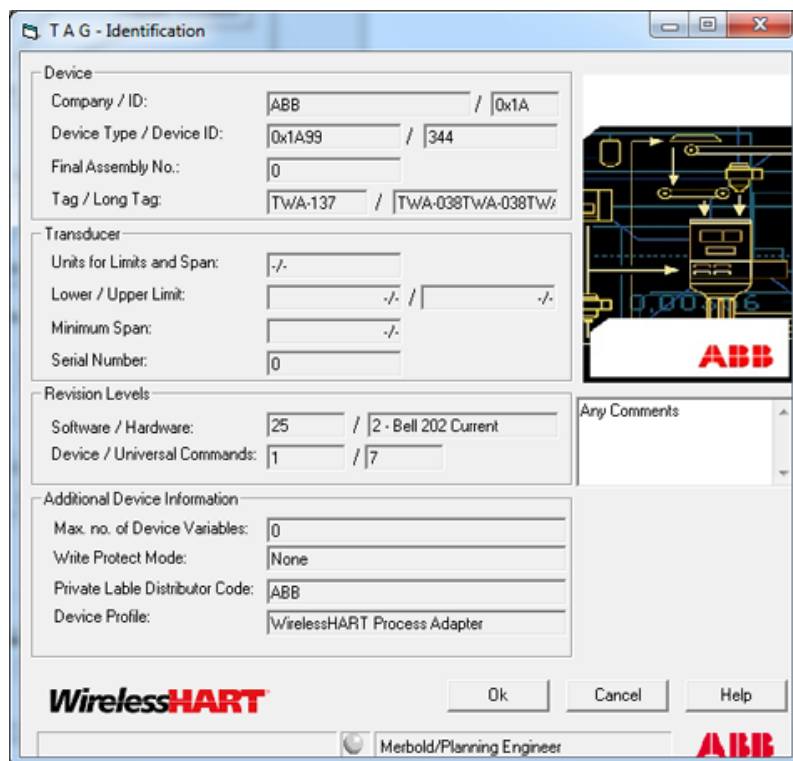 T A G - Identification
Device
Company / ID: ABB / 0x1A
Device Type / Device ID: 0x1A99 / 344
Final Assembly No.: 0
Tag / Long Tag: TWA-137 / TWA-038TWA-038TW
Transducer
Units for Limits and Span: -/-
Lower / Upper Limit: -/- / -/-
Minimum Span: -/-
Serial Number: 0
ABB
Revision Levels
Software / Hardware: 25 / 2 - Bell 202 Current
Device / Universal Commands: 1 / 7
Any Comments
Additional Device Information
Max. no. of Device Variables: 0
Write Protect Mode: None
Private Lable Distributor Code: ABB
Device Profile: WirelessHART Process Adapter
WirelessHART
Ok Cancel Help
Merbold/Planning Engineer
ABB